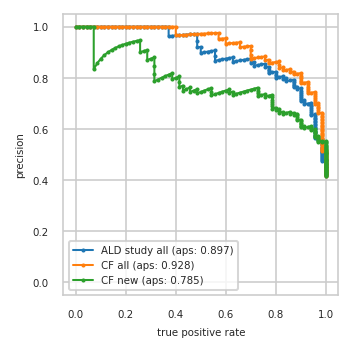 1.0
0.8
0.6
0.4
0.2
0.0
precision
ALD study all (aps: 0.897)
CF all (aps: 0.928)
CF new (aps: 0.785)
0.0 0.2 0.4 0.6 0.8 1.0
true positive rate